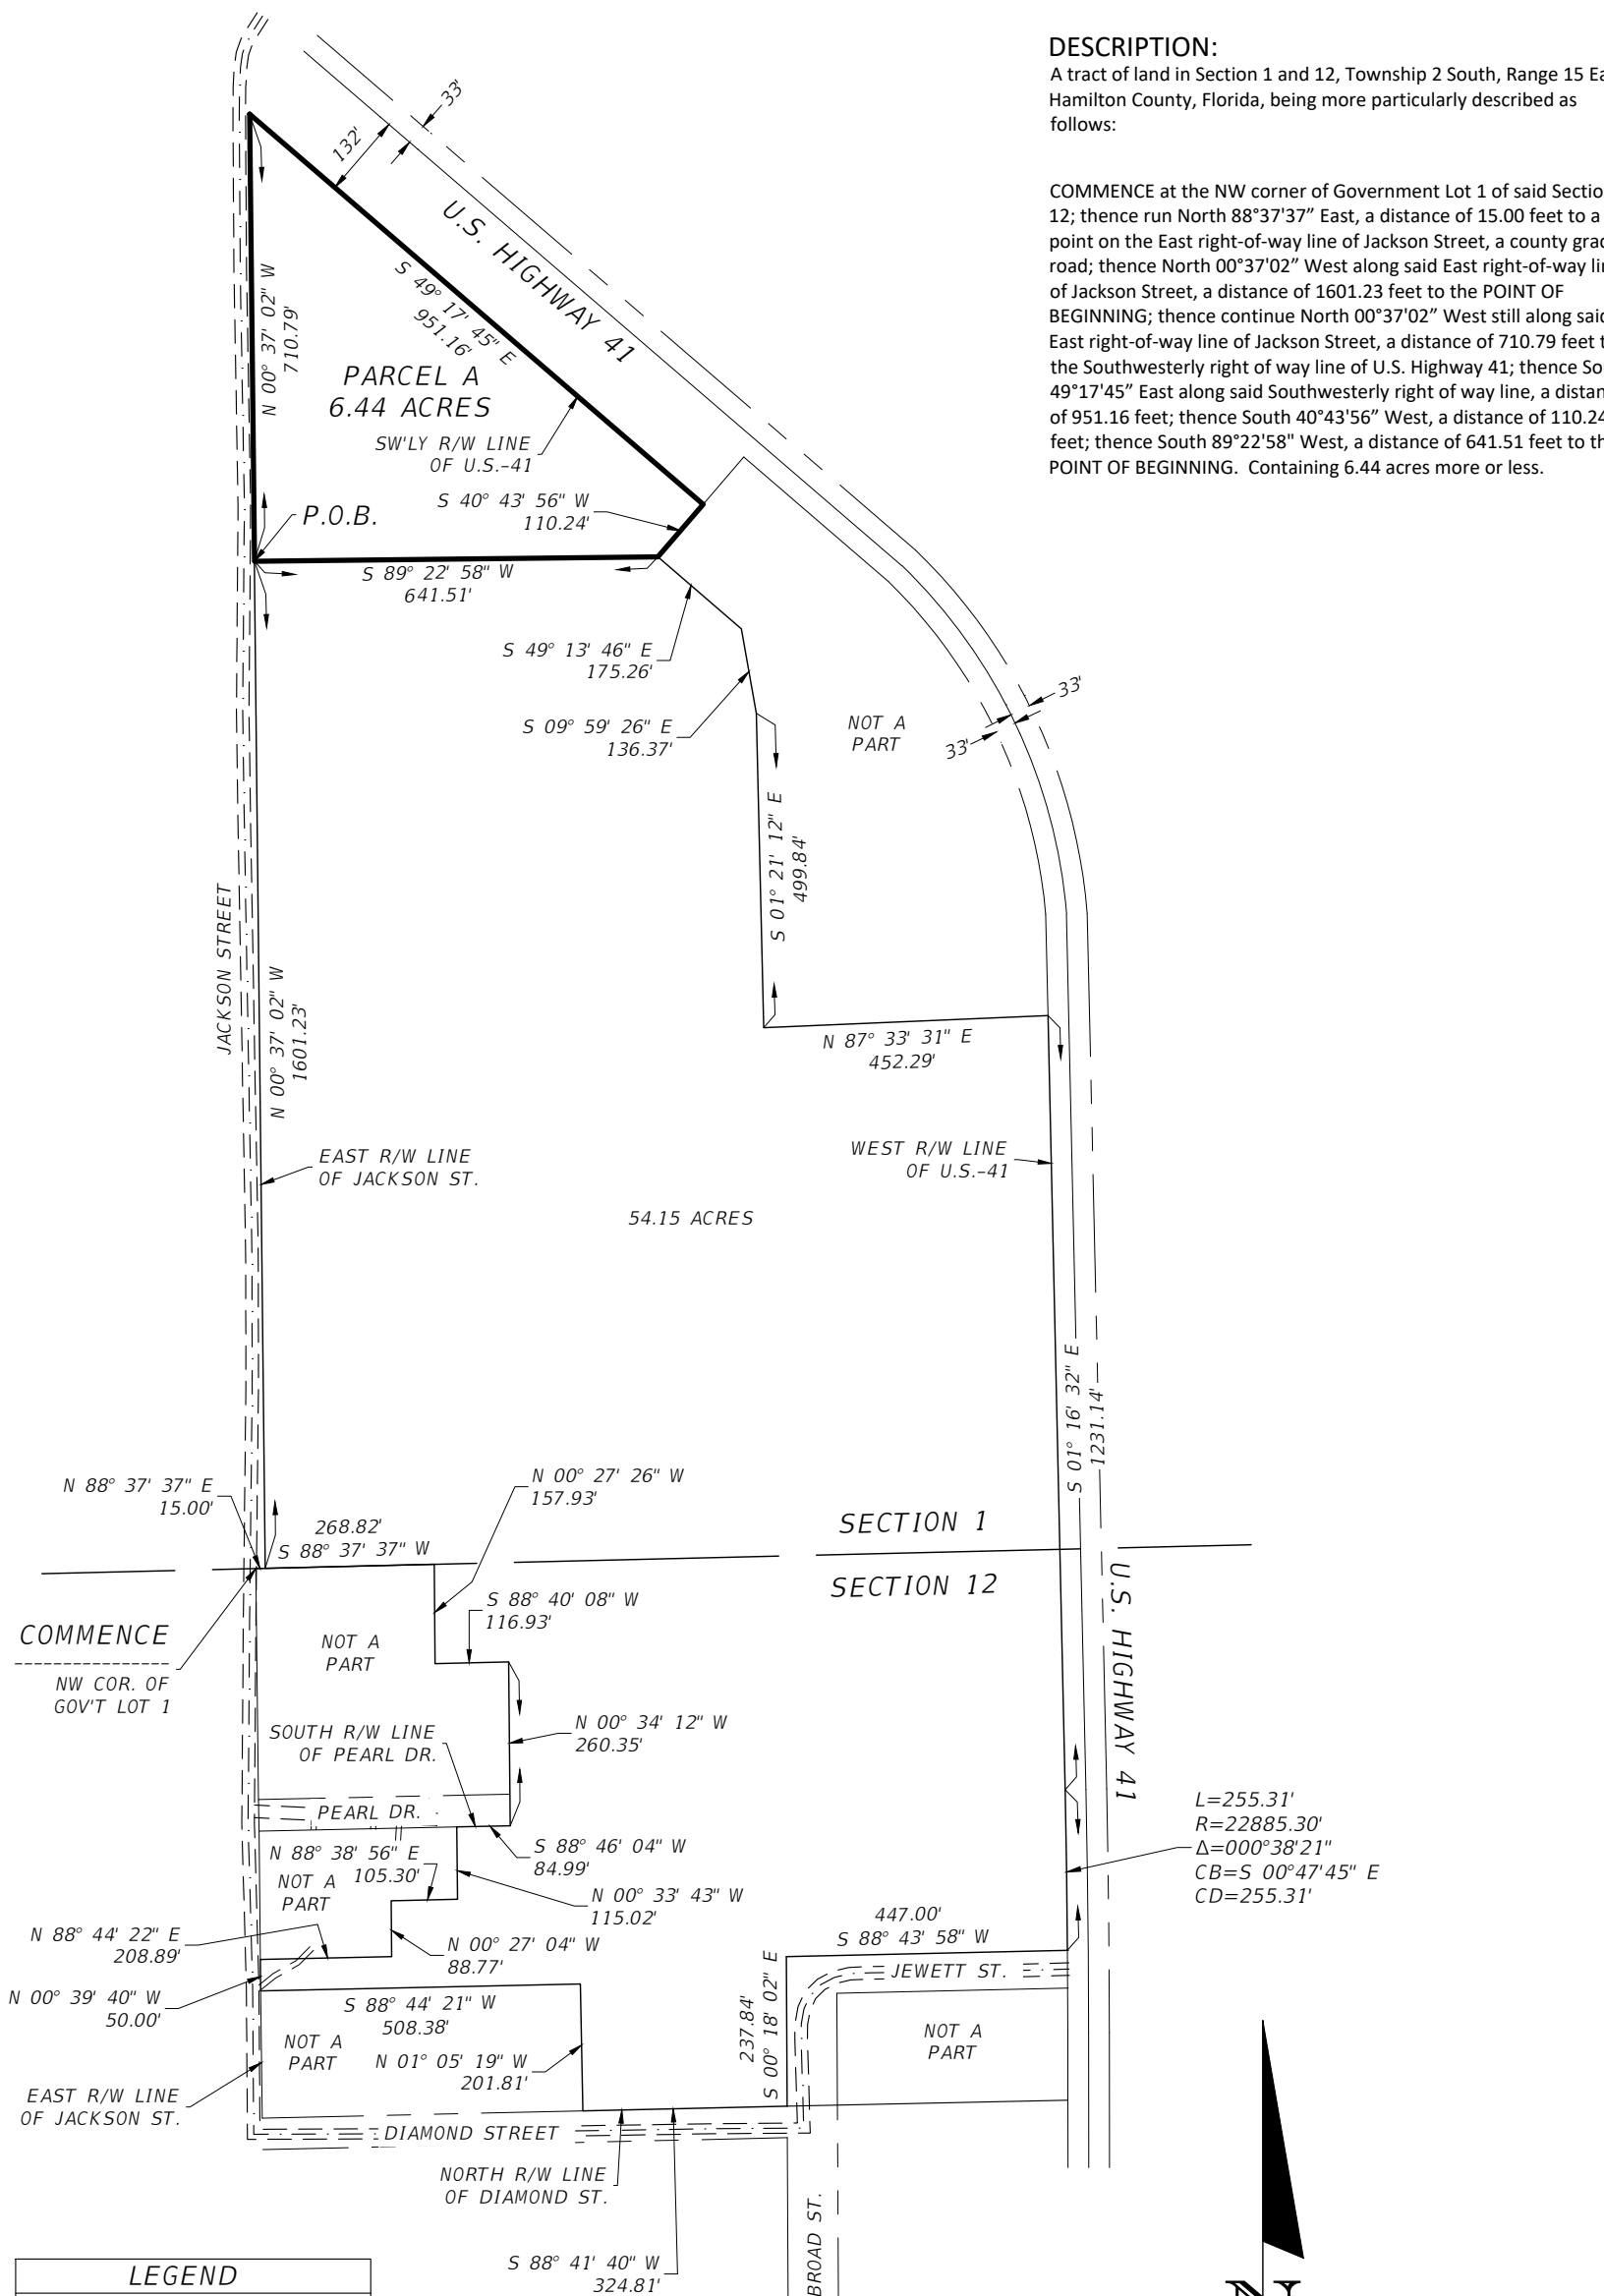 DESCRIPTION:
A tract of land in Section 1 and 12, Township 2 South, Range 15 Ea
Hamilton County, Florida, being more particularly described as
follows:
COMMENCE at the NW corner of Government Lot 1 of said Sectio
12; thence run North 88°37'37” East, a distance of 15.00 feet to a
point on the East right-of-way line of Jackson Street, a county grad
road; thence North 00°37'02” West along said East right-of-way li
of Jackson Street, a distance of 1601.23 feet to the POINT OF
BEGINNING; thence continue North 00°37'02” West still along said
East right-of-way line of Jackson Street, a distance of 710.79 feet t
the Southwesterly right of way line of U.S. Highway 41; thence So
49°17'45” East along said Southwesterly right of way line, a distan
of 951.16 feet; thence South 40°43'56” West, a distance of 110.24
feet; thence South 89°22'58" West, a distance of 641.51 feet to th
POINT OF BEGINNING. Containing 6.44 acres more or less.
33'
132'
U.S. HIGHWAY 41
S 49° 17' 45" E
951.16'
N 00° 37' 02" W
710.79'
PARCEL A
6.44 ACRES
SW'LY R/W LINE
OF U.S.-41
S 40° 43' 56" W
110.24'
P.O.B.
S 89° 22' 58" W
641.51'
S 49° 13' 46" E
175.26'
S 09° 59' 26" E
136.37'
NOT A
PART
33'
33'
S 01° 21' 12" E
499.84'
JACKSON STREET
N 00° 37' 02" W
1601.23'
N 87° 33' 31" E
452.29'
EAST R/W LINE
OF JACKSON ST.
WEST R/W LINE
OF U.S.-41
54.15 ACRES
S 01° 16' 32" E
1231.14'
N 88° 37' 37" E
15.00'
N 00° 27' 26" W
157.93'
268.82'
S 88° 37' 37" W
SECTION 1
SECTION 12
S 88° 40' 08" W
116.93'
U.S. HIGHWAY 41
COMMENCE
NW COR. OF
GOV'T LOT 1
NOT A
PART
SOUTH R/W LINE
OF PEARL DR.
N 00° 34' 12" W
260.35'
PEARL DR.
L=255.31'
R=22885.30'
Δ=000°38'21"
CB=S 00°47'45" E
CD=255.31'
N 88° 38' 56" E
105.30'
S 88° 46' 04" W
84.99'
NOT A
PART
N 00° 33' 43" W
115.02'
N 88° 44' 22" E
208.89'
N 00° 27' 04" W
88.77'
447.00'
S 88° 43' 58" W
JEWETT ST.
N 00° 39' 40" W
50.00'
S 88° 44' 21" W
508.38'
237.84'
S 00° 18' 02" E
NOT A
PART
NOT A
PART
N 01° 05' 19" W
201.81'
EAST R/W LINE
OF JACKSON ST.
DIAMOND STREET
NORTH R/W LINE
OF DIAMOND ST.
BROAD ST.
S 88° 41' 40" W
324.81'
LEGEND
N